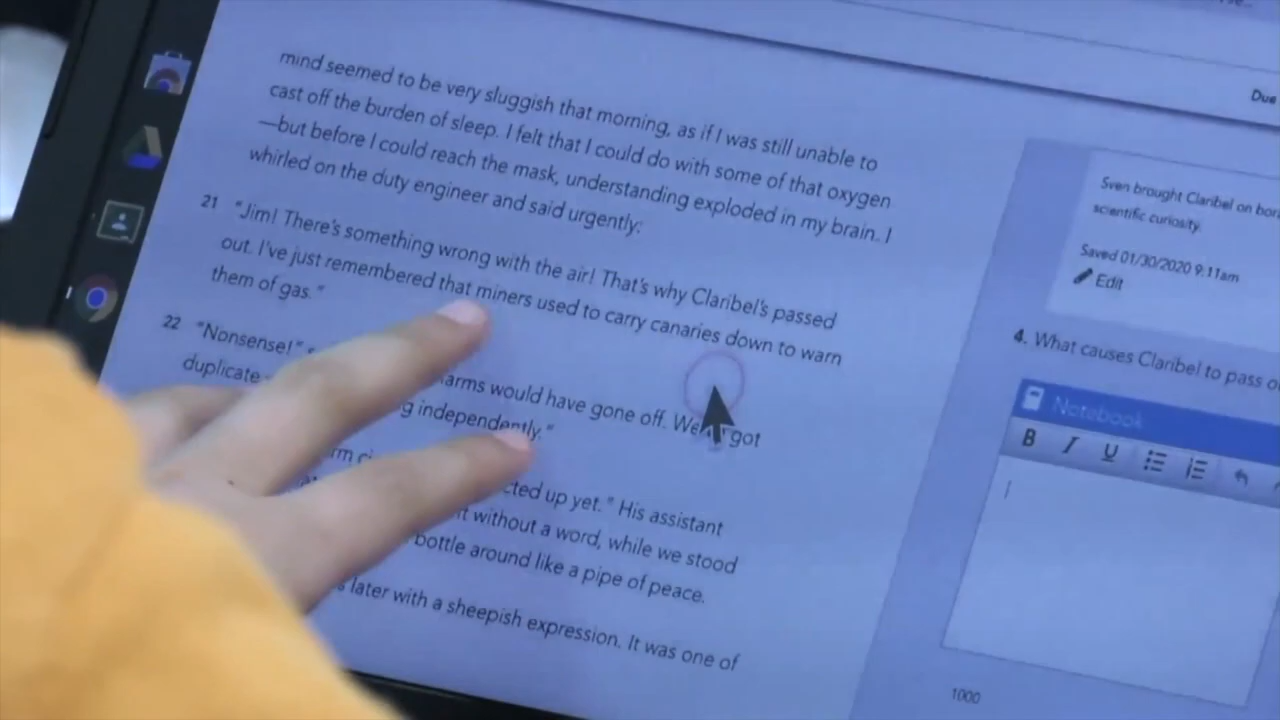 mind seemed to be very sluggish that morning, as if I was still unable to
cast off the burden of sleep. I felt that I could do with some of that oxygen
—but before I could reach the mask, understanding exploded in my brain. I
whirled on the duty engineer and said urgently:
21 "Jim! There's something wrong with the air! That's why Claribel's passed
out. I've just remembered that miners used to carry canaries down to warn
them of gas."
22 "Nonsense!"
arms would have gone off. We got
duplicate
independently."
cted up yet." His assistant
without a word, while we stood
bottle around like a pipe of peace.
later with a sheepish expression. It was one of
Due
Sven brought Claribel on
scientific curiosity.
Saved 01/30/2020 9:11am
Edit
4. What causes Claribel to pass
Notebook
B I U
1000